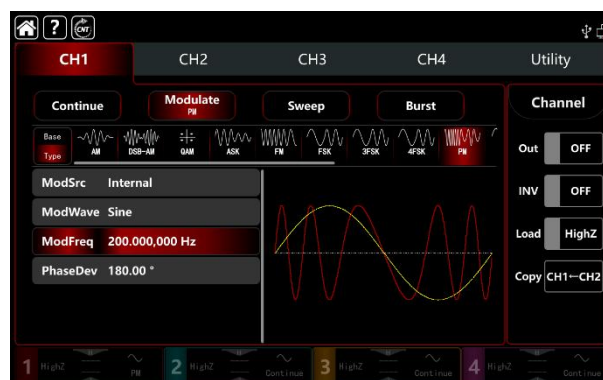 ? CNT
CH1 CH2 CH3 CH4 Utility
Continue Modulate Sweep Burst Channel
PM
Base
Type
AM DSB-AM QAM ASK FM FSK 3FSK 4FSK PM
Out OFF
ModSrc Internal
INV OFF
ModWave Sine
Load HighZ
ModFreq 200.000,000 Hz
PhaseDev 180.00 °
Copy CH1←CH2
1 HighZ PM 2 HighZ Continue 3 HighZ Continue 4 HighZ Continue